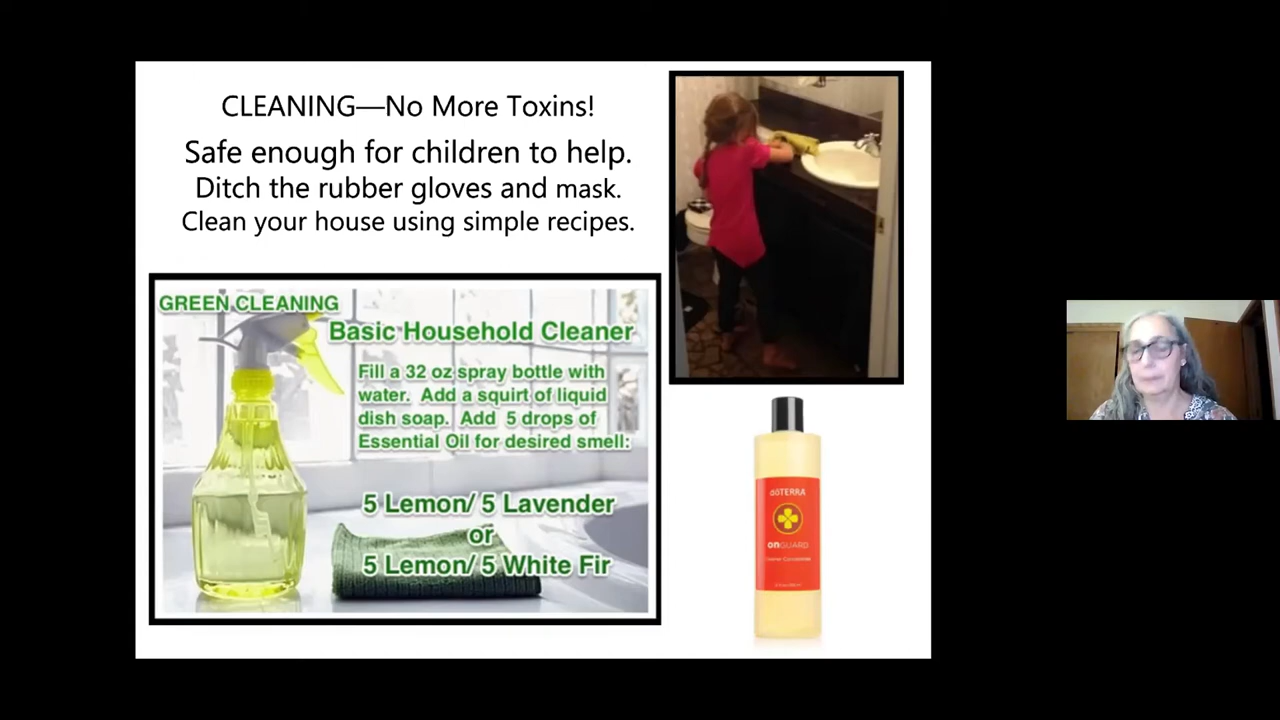 CLEANING—No More Toxins!
Safe enough for children to help.
Ditch the rubber gloves and mask.
Clean your house using simple recipes.
GREEN CLEANING
Basic Household Cleaner
Fill a 32 oz spray bottle with
water. Add a squirt of liquid
dish soap. Add 5 drops of
Essential Oil for desired smell:
5 Lemon/ 5 Lavender
or
5 Lemon/ 5 White Fir
dōTERRA
onGUARD
Cleaner Concentrate